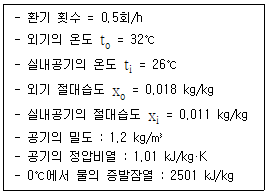 - 환기 횟수 = 0.5회/h
- 외기의 온도 to = 32℃
- 실내공기의 온도 ti = 26℃
- 외기 절대습도 xo = 0.018 kg/kg
- 실내공기의 절대습도 xi = 0.011 kg/kg
- 공기의 밀도 : 1.2 kg/m³
- 공기의 정압비열 : 1.01 kJ/kg·K
- 0℃에서 물의 증발잠열 : 2501 kJ/kg